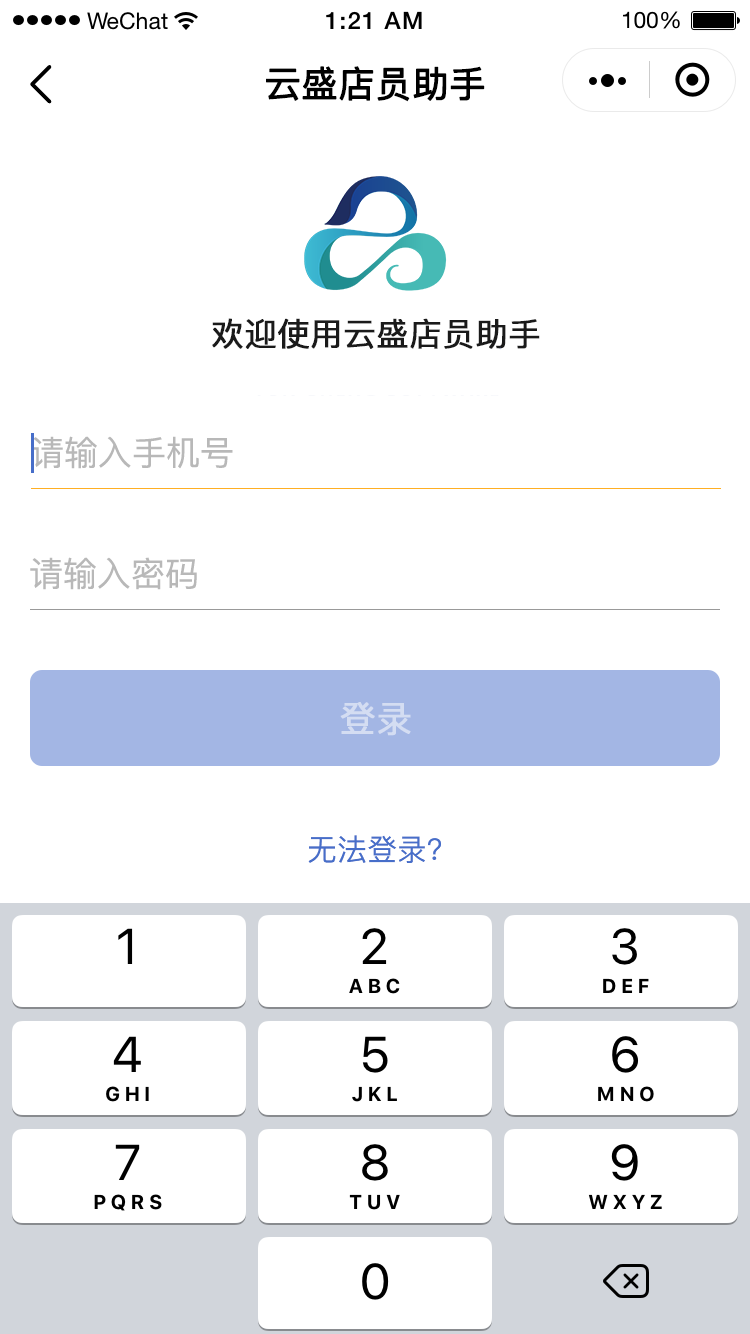 WeChat 1:21 AM 100%
云盛店员助手
欢迎使用云盛店员助手
请输入手机号
请输入密码
登录
无法登录?
1 2 3
ABC DEF
4 5 6
GHI JKL MNO
7 8 9
PQRS TUV WXYZ
0